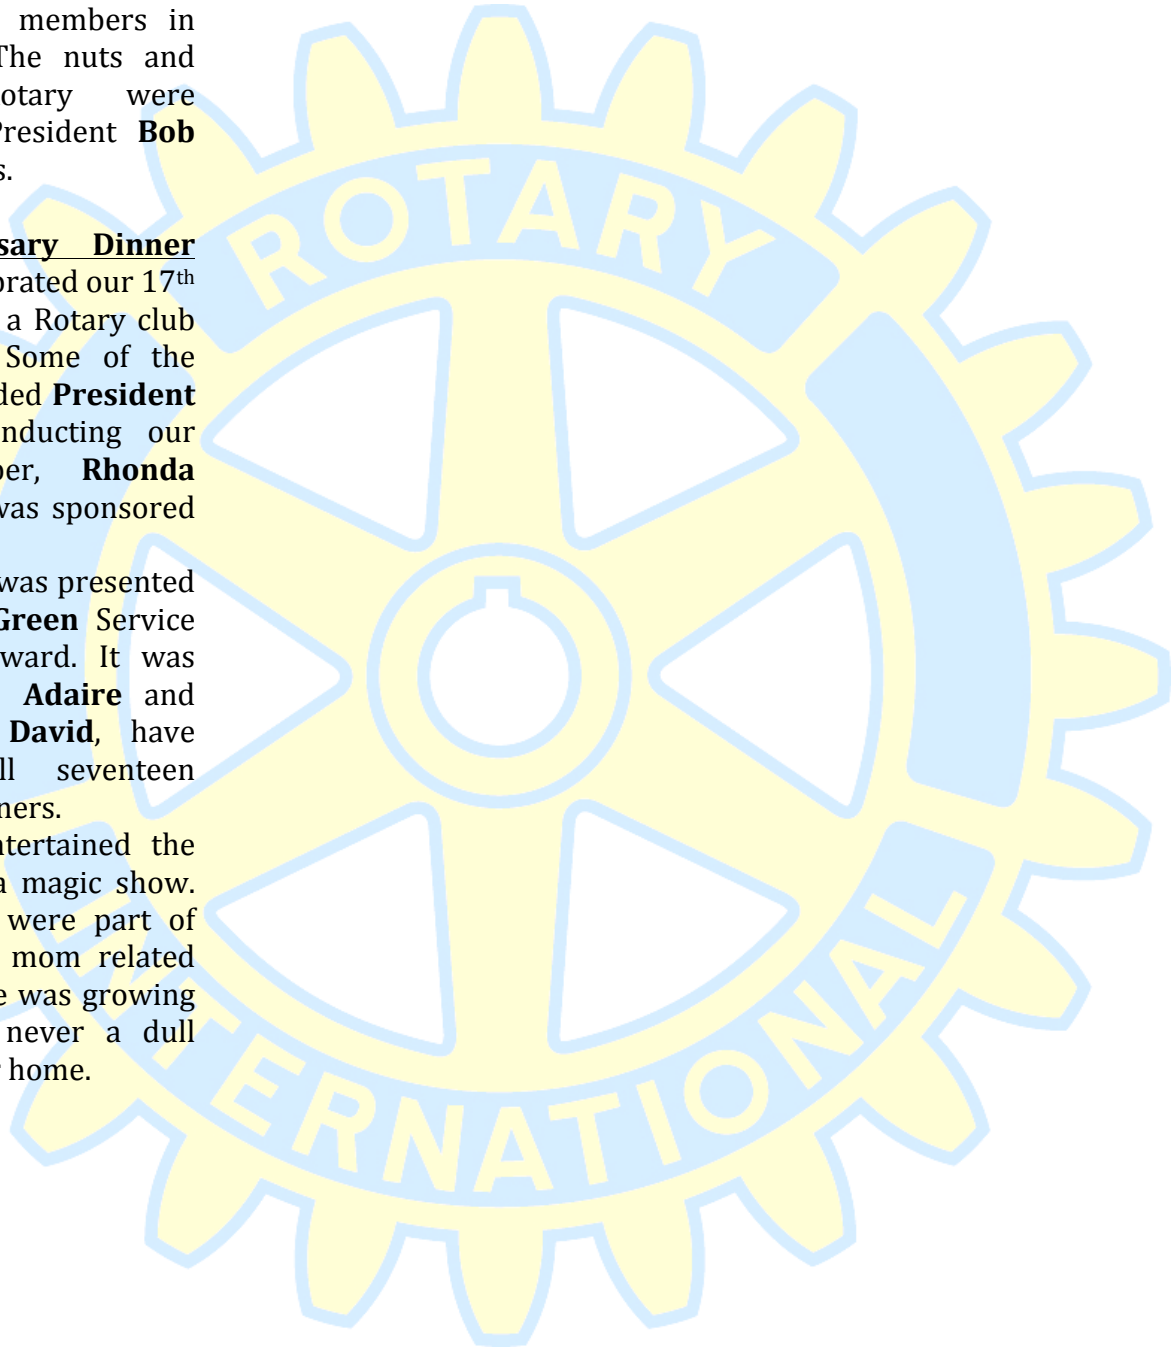 members in
The nuts and
otary were
President Bob
s.
sary Dinner
brated our 17th
a Rotary club
Some of the
ded President
nducting our
ber, Rhonda
was sponsored
was presented
Green Service
ward. It was
Adaire and
David, have
ll seventeen
ners.
ntertained the
a magic show.
were part of
mom related
e was growing
never a dull
home.
ROTARY
INTERNATIONAL